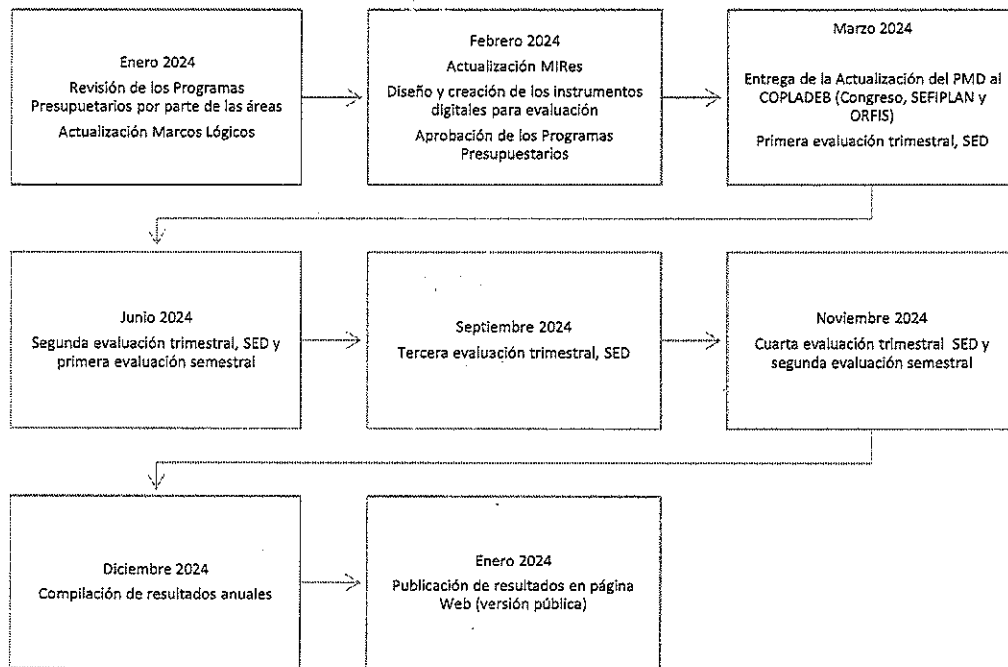 Enero 2024
Revisión de los Programas
Presupuetarios por parte de las áreas
Actualización Marcos Lógicos
Febrero 2024
Actualización MIRes
Diseño y creación de los instrumentos
digitales para evaluación
Aprobación de los Programas
Presupuestarios
Marzo 2024
Entrega de la Actualización del PMD al
COPLADEB (Congreso, SEFIPLAN y
ORFIS)
Primera evaluación trimestral, SED
Junio 2024
Segunda evaluación trimestral, SED y
primera evaluación semestral
Septiembre 2024
Tercera evaluación trimestral, SED
Noviembre 2024
Cuarta evaluación trimestral SED y
segunda evaluación semestral
Diciembre 2024
Compilación de resultados anuales
Enero 2024
Publicación de resultados en página
Web (versión pública)